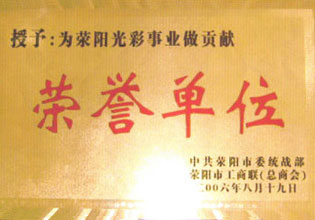 授予:为荥阳光彩事业做贡献
荣誉单位
中共荥阳市委统战部
荥阳市工商联(总商会)
二00六年八月十九日